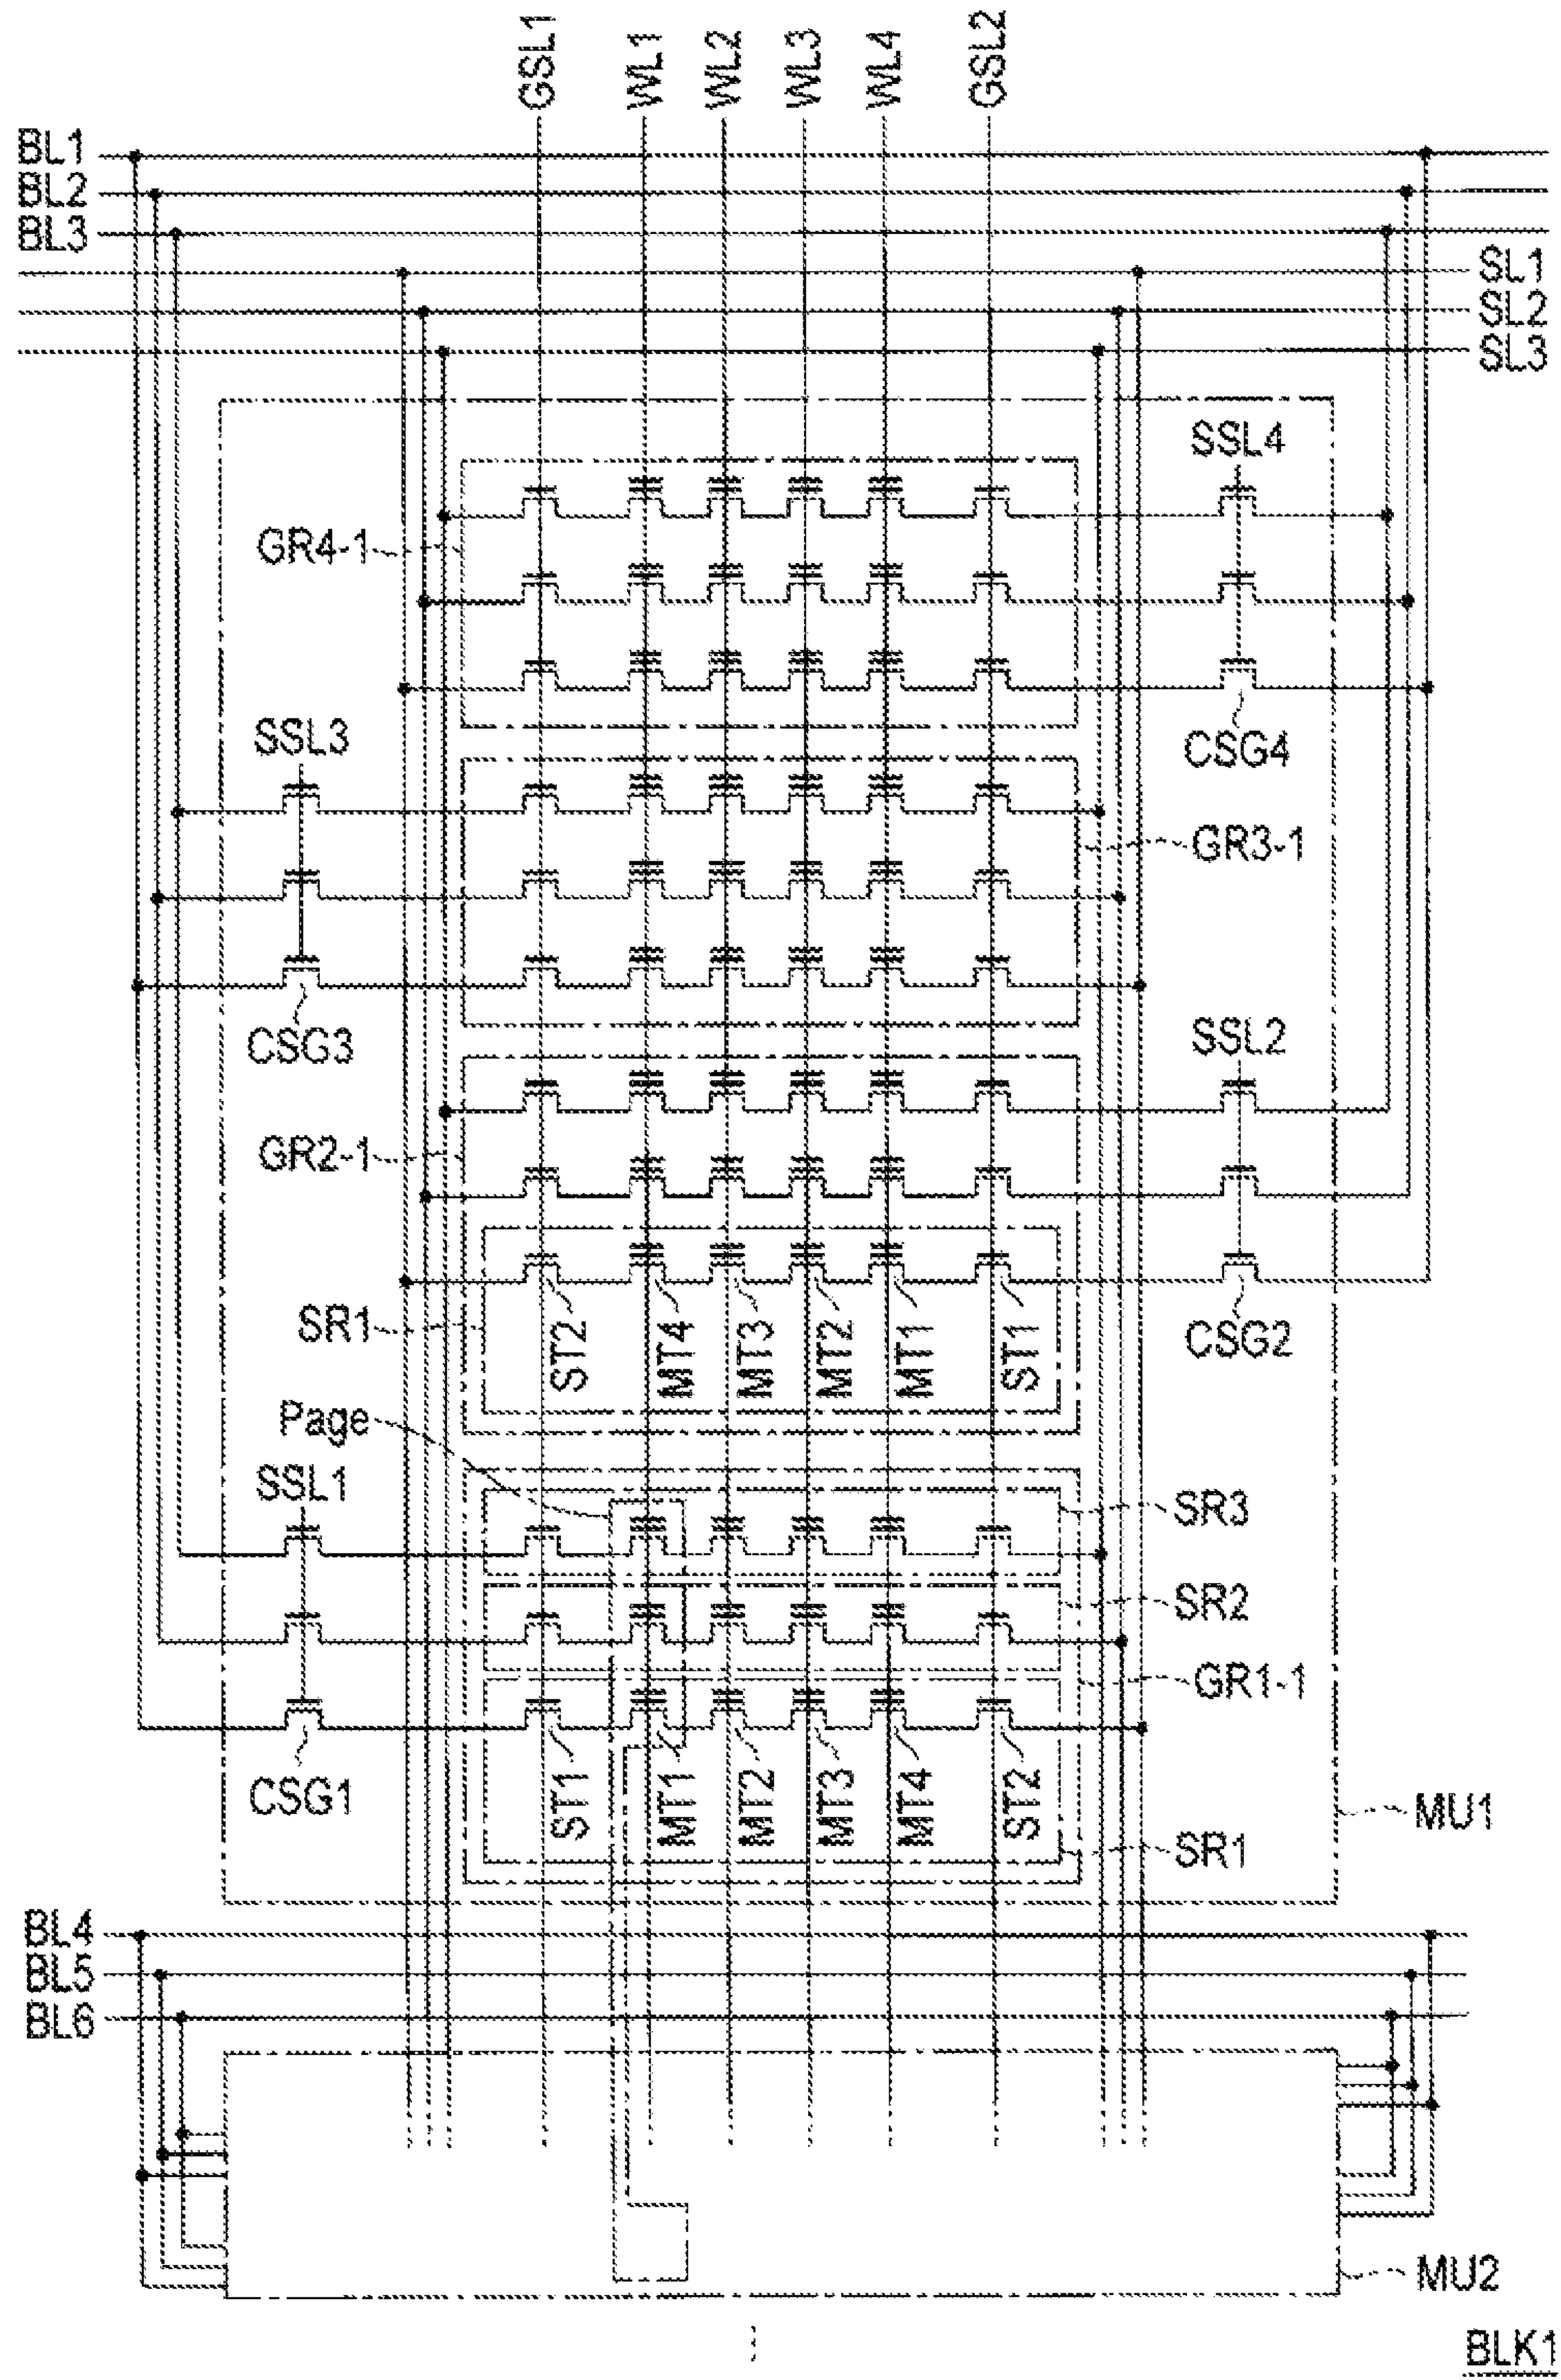 GSL1
WL1
WL2
WL3
WL4
GSL2
BL1
BL2
BL3
SL1
SL2
SL3
SSL4
GR4-1
CSG4
SSL3
GR3-1
CSG3
SSL2
GR2-1
SR1
ST2
MT4
MT3
MT2
MT1
ST1
CSG2
Page
SSL1
SR3
SR2
GR1-1
CSG1
ST1
MT1
MT2
MT3
MT4
ST2
MU1
SR1
BL4
BL5
BL6
MU2
BLK1